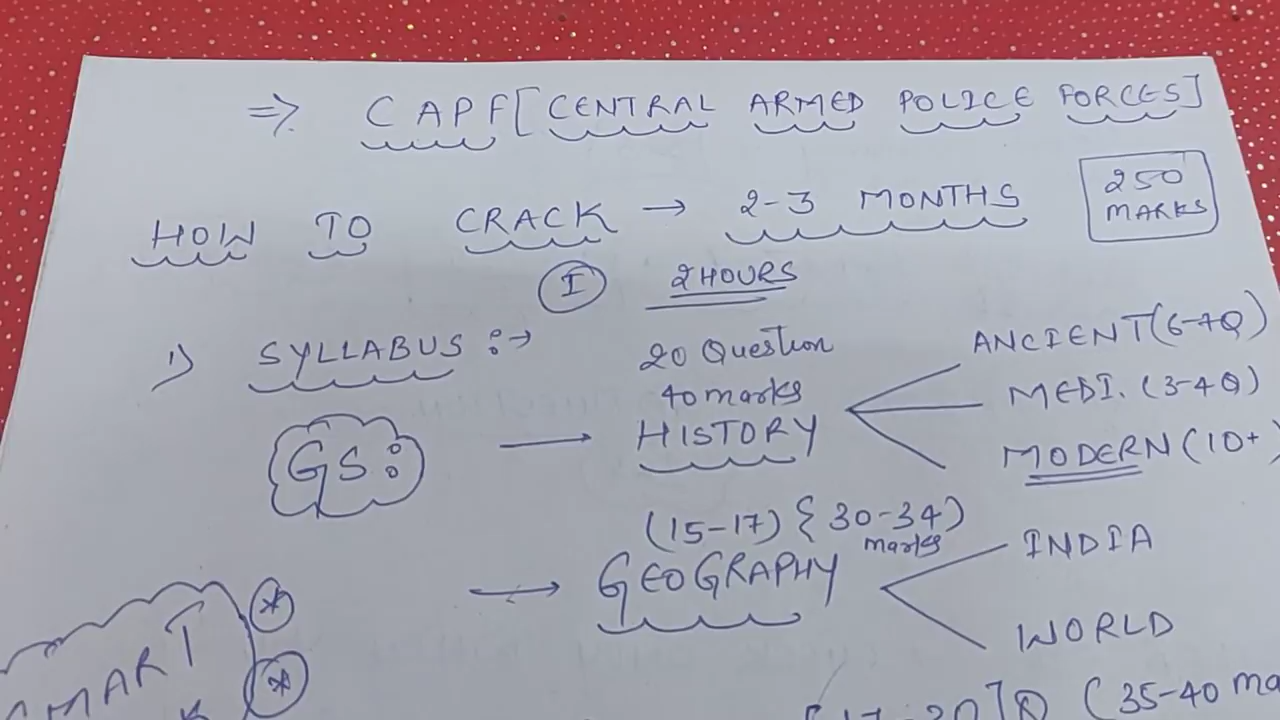 ⇒ CAPF [CENTRAL ARMED POLICE FORCES]
HOW TO CRACK → 2-3 MONTHS
250 MARKS
I 2 HOURS
1) SYLLABUS :→
20 Question
40 marks
GS: → HISTORY
ANCIENT (6-7Q)
MEDI. (3-4Q)
MODERN (10+)
(15-17) { 30-34)
marks
→ GEOGRAPHY
INDIA
WORLD
SMART
(35-40 ma